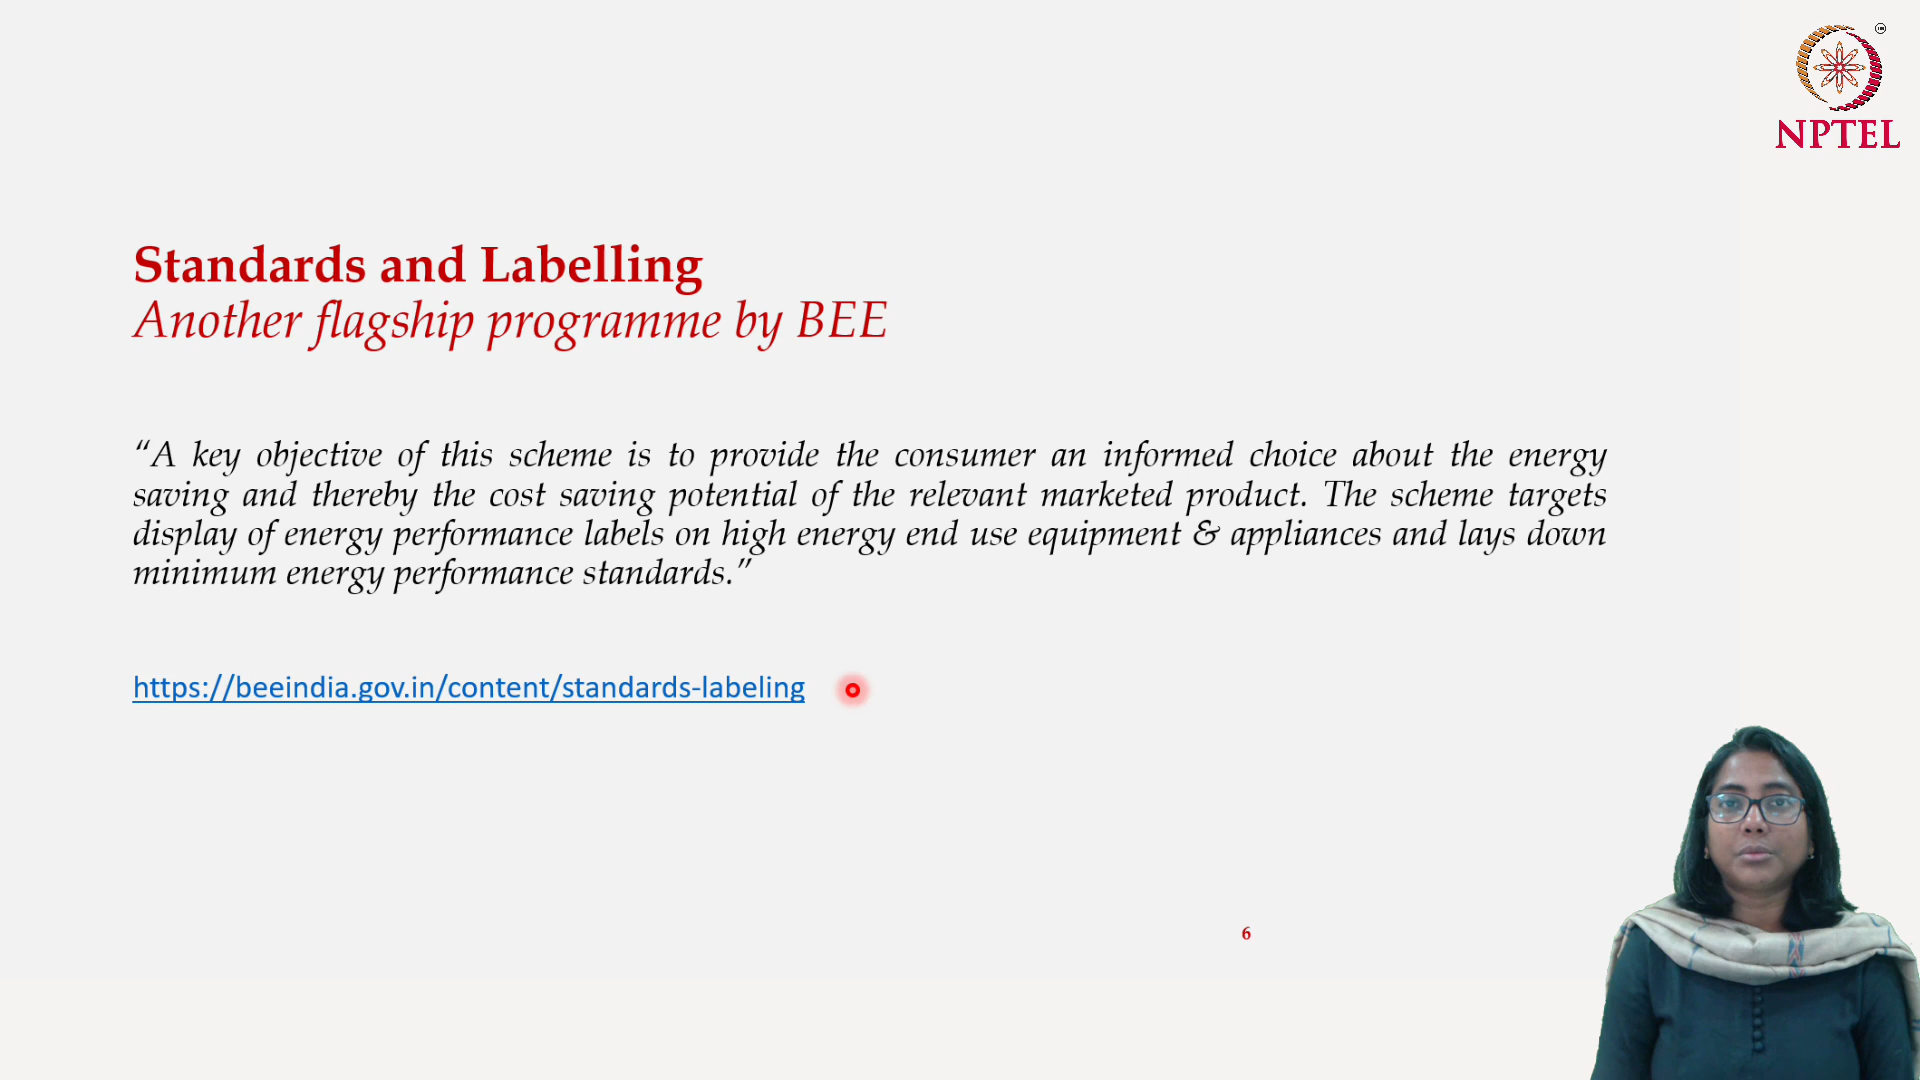 TM
NPTEL
Standards and Labelling
Another flagship programme by BEE
“A key objective of this scheme is to provide the consumer an informed choice about the energy
saving and thereby the cost saving potential of the relevant marketed product. The scheme targets
display of energy performance labels on high energy end use equipment & appliances and lays down
minimum energy performance standards.”
https://beeindia.gov.in/content/standards-labeling
6